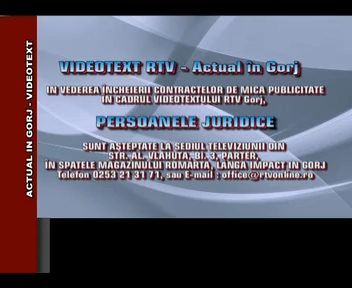 VIDEOTEXT RTV - Actual in Gorj
IN VEDEREA INCHEIERII CONTRACTELOR DE MICA PUBLICITATE
IN CADRUL VIDEOTEXTULUI RTV Gorj,
PERSOANELE JURIDICE
SUNT AŞTEPTATE LA SEDIUL TELEVIZIUNII DIN
STR. AL. VLAHUTA, Bl. 3, PARTER,
IN SPATELE MAGAZINULUI ROMARTA, LANGA IMPACT IN GORJ
Telefon 0253 21 31 71, sau E-mail : office@rtvonline.ro
ACTUAL IN GORJ - VIDEOTEXT